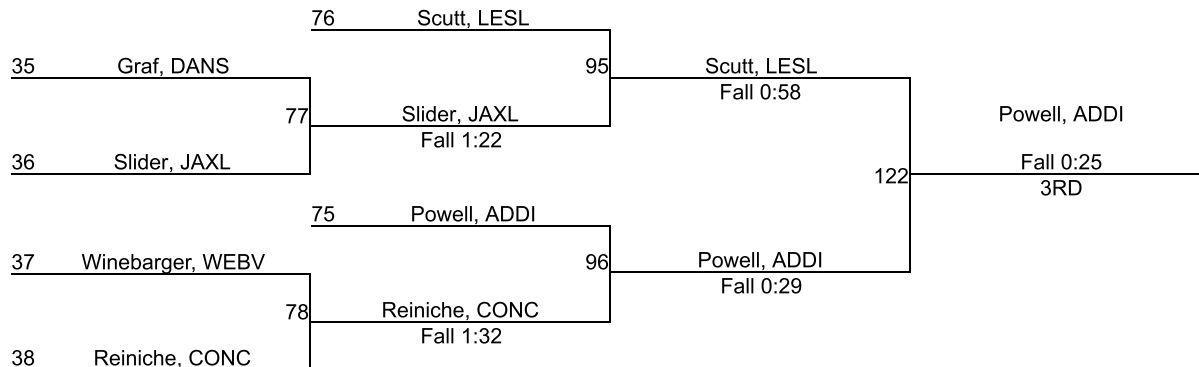 76 Scutt, LESL
35 Graf, DANS
95 Scutt, LESL
Fall 0:58
77 Slider, JAXL
Fall 1:22
Powell, ADDI
36 Slider, JAXL
Fall 0:25
122
3RD
75 Powell, ADDI
37 Winebarger, WEBV
96 Powell, ADDI
Fall 0:29
78 Reiniche, CONC
Fall 1:32
38 Reiniche, CONC